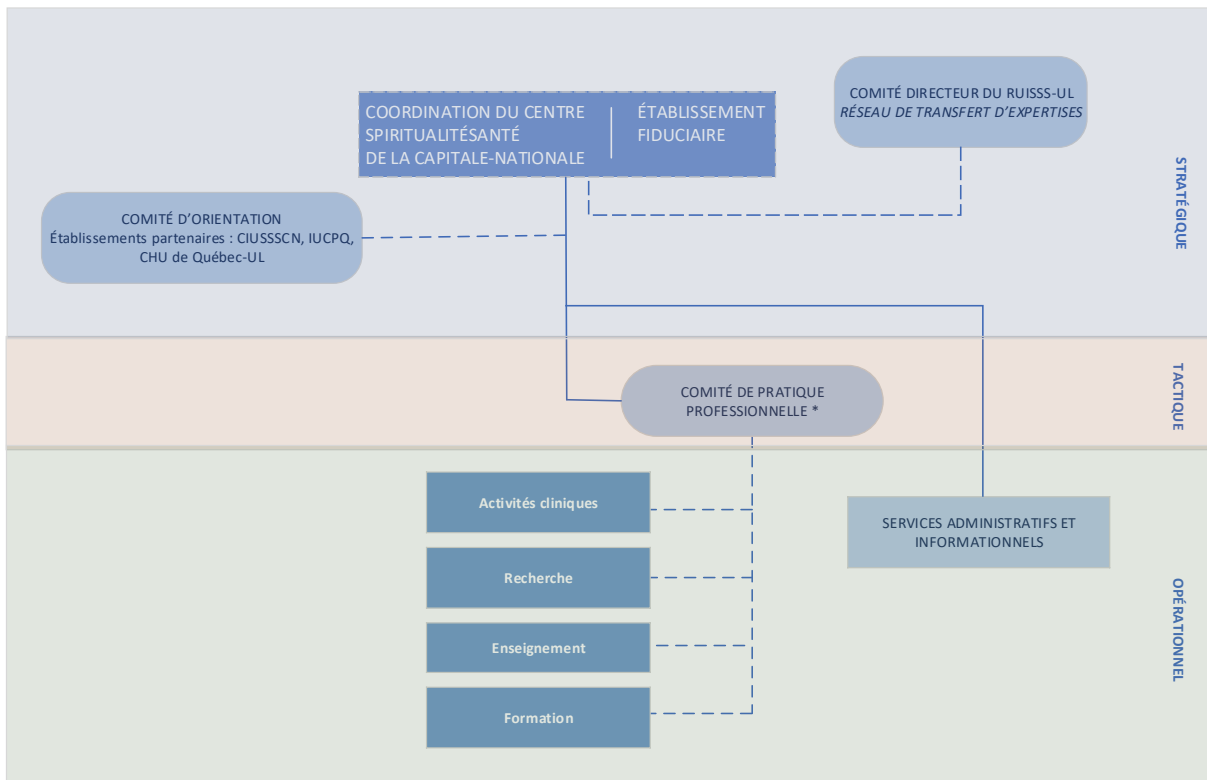 COMITÉ DIRECTEUR DU RUISSS-UL
RÉSEAU DE TRANSFERT D'EXPERTISES
COORDINATION DU CENTRE
SPIRITUALITÉSANTÉ
DE LA CAPITALE-NATIONALE
ÉTABLISSEMENT
FIDUCIAIRE
COMITÉ D'ORIENTATION
Établissements partenaires : CIUSSSCN, IUCPQ,
CHU de Québec-UL
STRATÉGIQUE
COMITÉ DE PRATIQUE
PROFESSIONNELLE *
TACTIQUE
Activités cliniques
Recherche
Enseignement
Formation
SERVICES ADMINISTRATIFS ET
INFORMATIONNELS
OPÉRATIONNEL